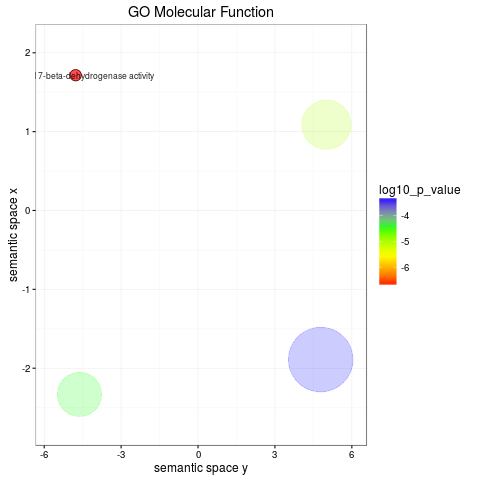 GO Molecular Function
7-beta-dehydrogenase activity
2
1
0
-1
-2
-6
-3
0
3
6
semantic space x
semantic space y
log10_p_value
-4
-5
-6